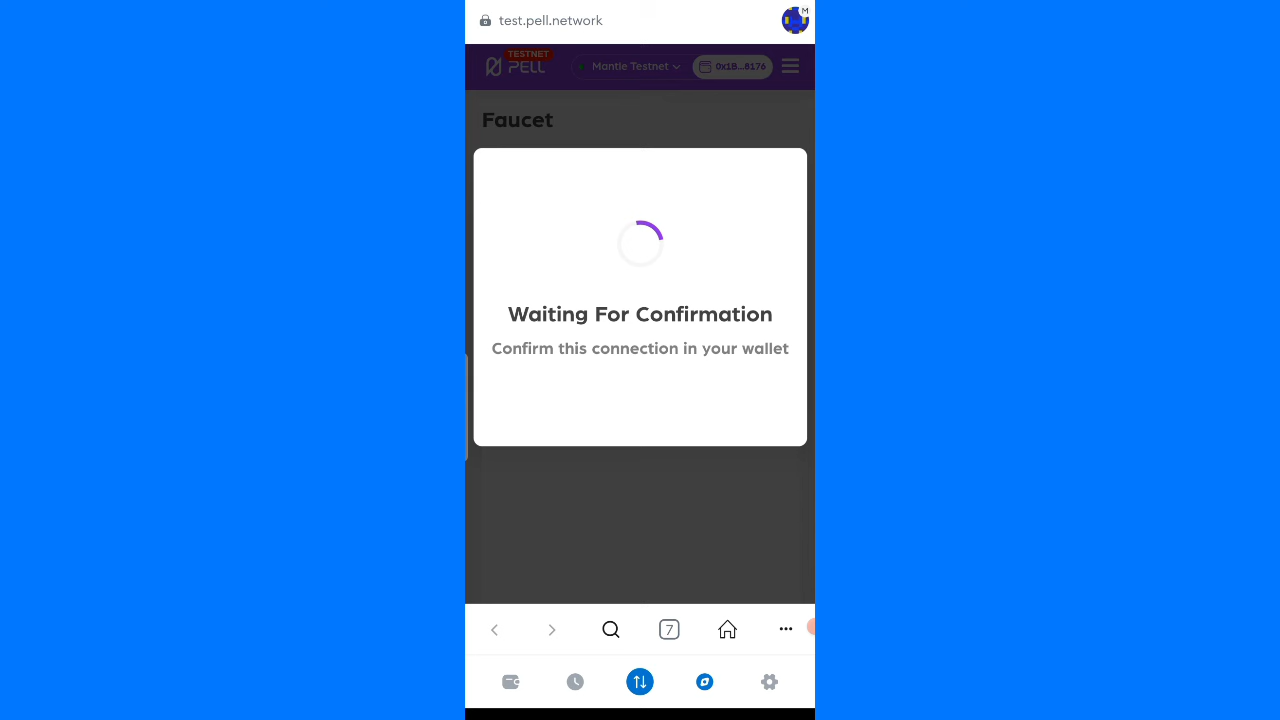 test.pell.network
M
TESTNET
PELL
Mantle Testnet
0x1B...8176
Faucet
Waiting For Confirmation
Confirm this connection in your wallet
7